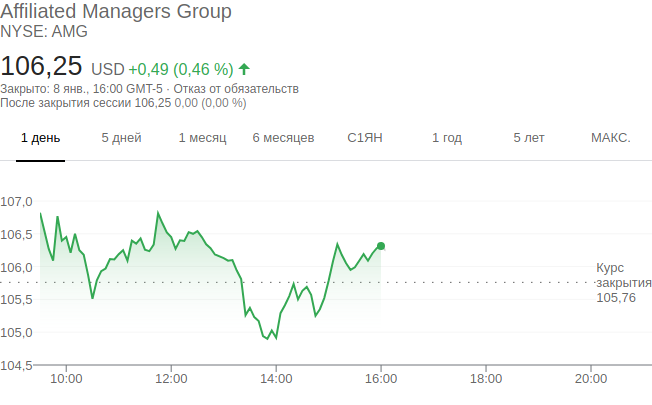 Affiliated Managers Group
NYSE: AMG
106,25 USD +0,49 (0,46 %)
Закрыто: 8 янв., 16:00 GMT-5 · Отказ от обязательств
После закрытия сессии 106,25 0,00 (0,00 %)
1 день 5 дней 1 месяц 6 месяцев С1ЯН 1 год 5 лет МАКС.
107,0
106,5
106,0
Курс
закрытия
105,76
105,5
105,0
104,5
10:00 12:00 14:00 16:00 18:00 20:00